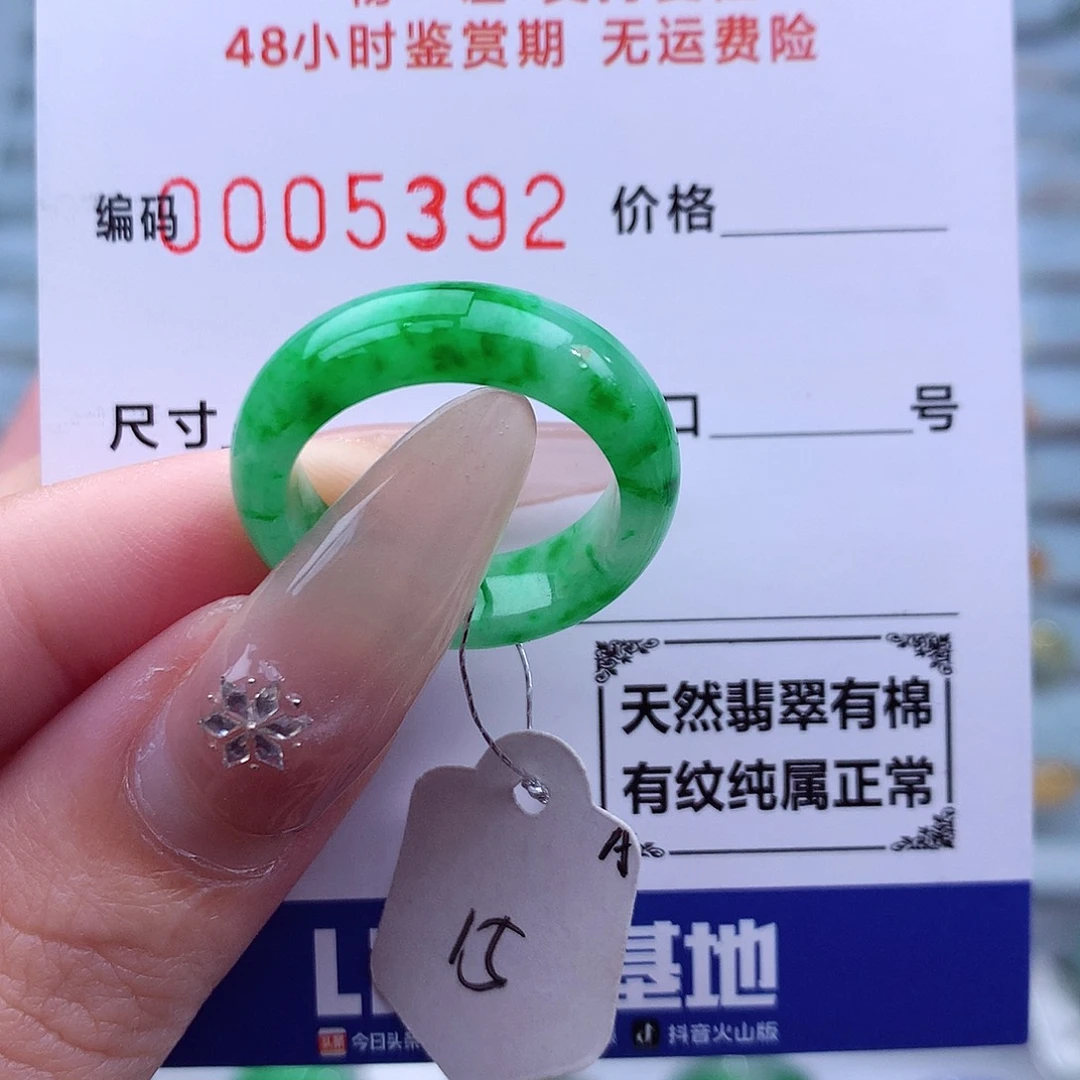 48小时鉴赏期 无运费险
编码0005392 价格
尺寸 口 号
天然翡翠有棉
有纹纯属正常
15
基地
今日头条 抖音火山版